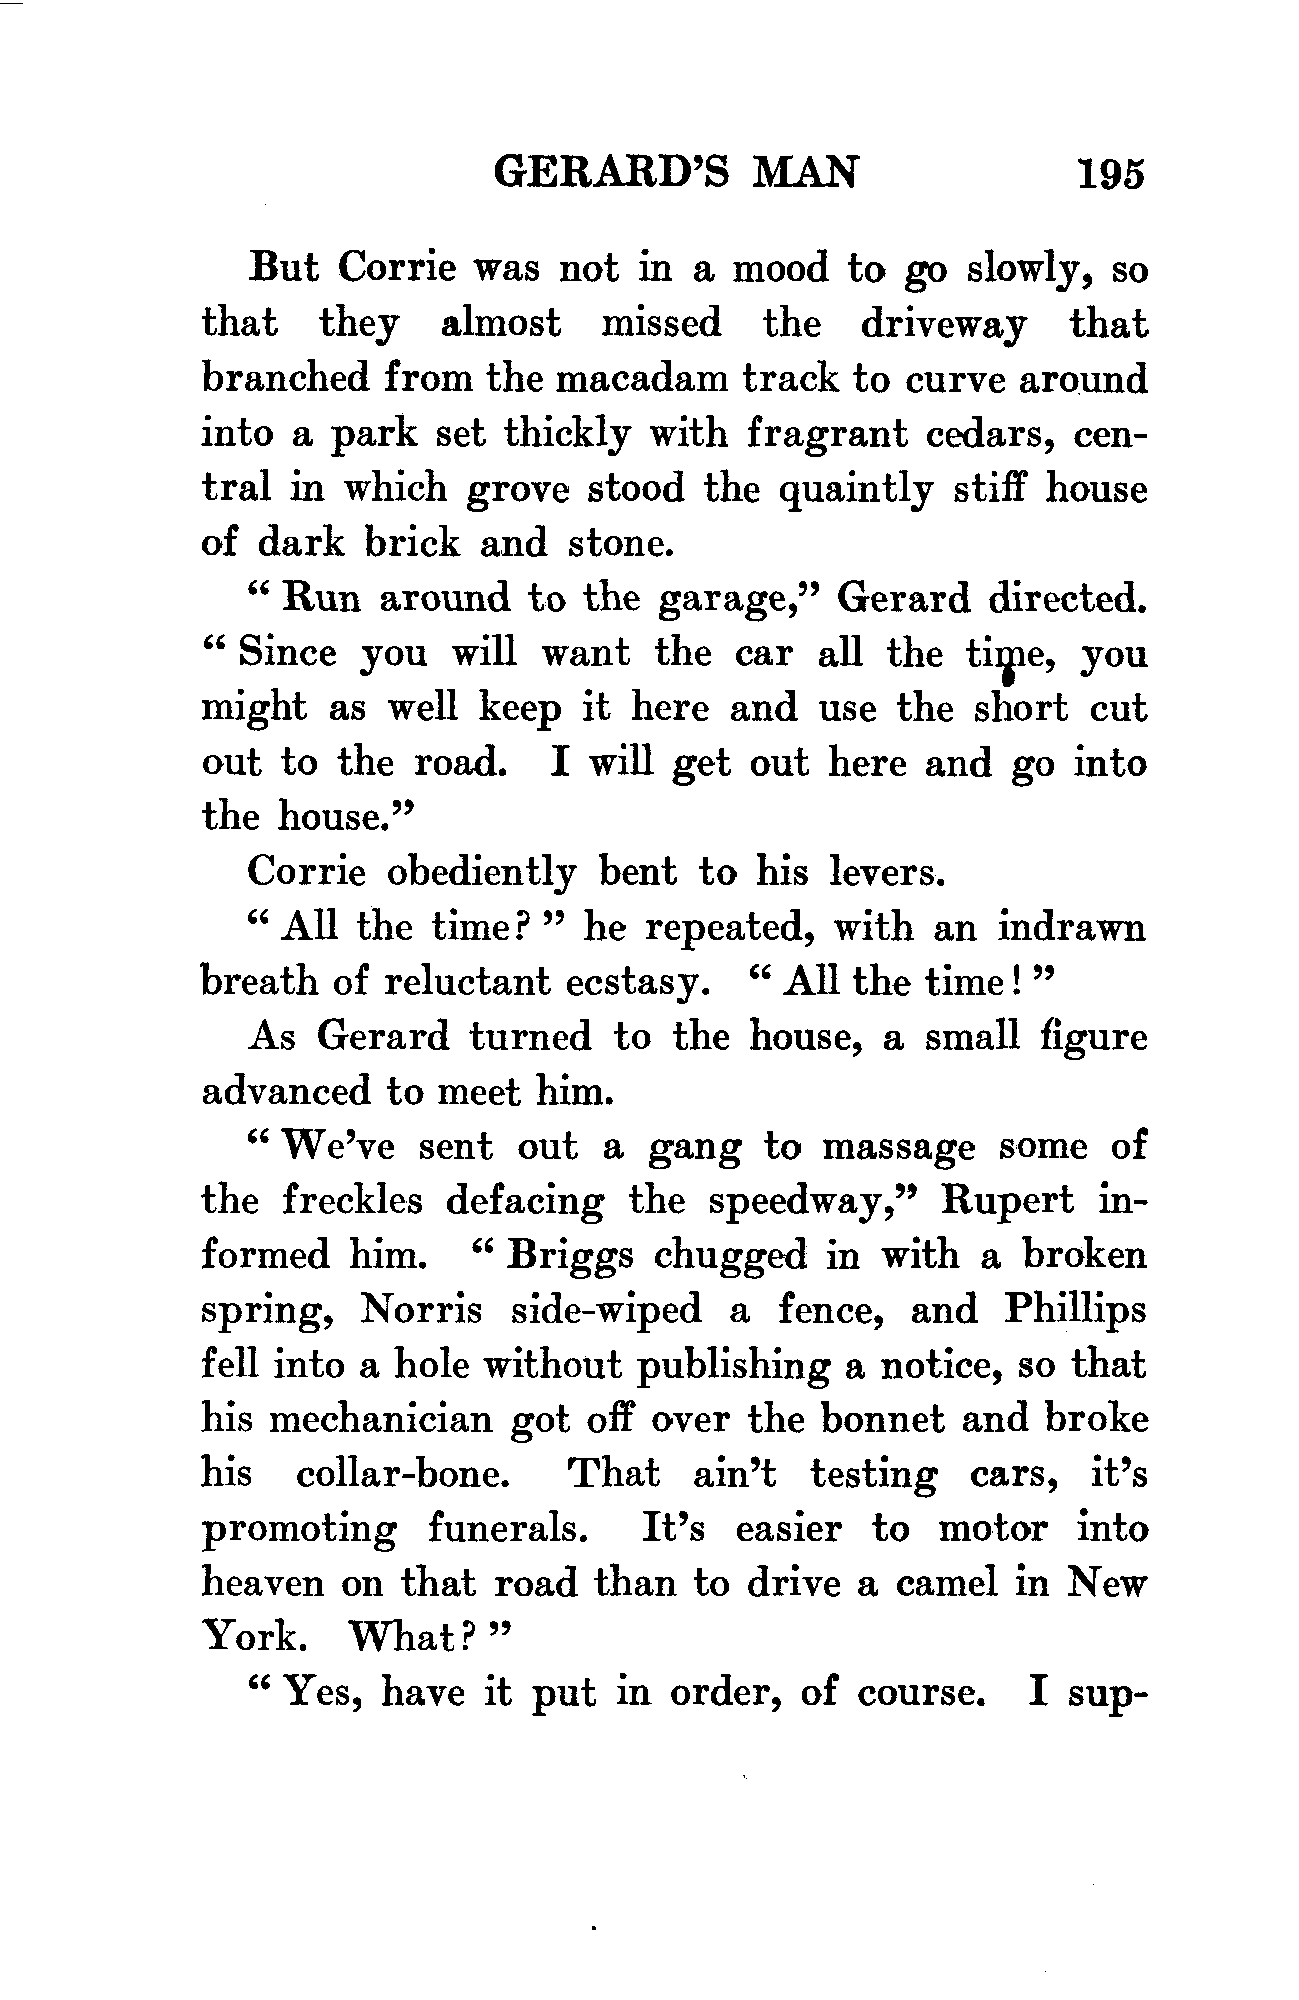 GERARD'S MAN 195
But Corrie was not in a mood to go slowly, so
that they almost missed the driveway that
branched from the macadam track to curve around
into a park set thickly with fragrant cedars, cen-
tral in which grove stood the quaintly stiff house
of dark brick and stone.
“ Run around to the garage,” Gerard directed.
“ Since you will want the car all the time, you
might as well keep it here and use the short cut
out to the road. I will get out here and go into
the house.”
Corrie obediently bent to his levers.
“ All the time? ” he repeated, with an indrawn
breath of reluctant ecstasy. “ All the time! ”
As Gerard turned to the house, a small figure
advanced to meet him.
“ We’ve sent out a gang to massage some of
the freckles defacing the speedway,” Rupert in-
formed him. “ Briggs chugged in with a broken
spring, Norris side-wiped a fence, and Phillips
fell into a hole without publishing a notice, so that
his mechanician got off over the bonnet and broke
his collar-bone. That ain’t testing cars, it’s
promoting funerals. It’s easier to motor into
heaven on that road than to drive a camel in New
York. What? ”
“ Yes, have it put in order, of course. I sup-